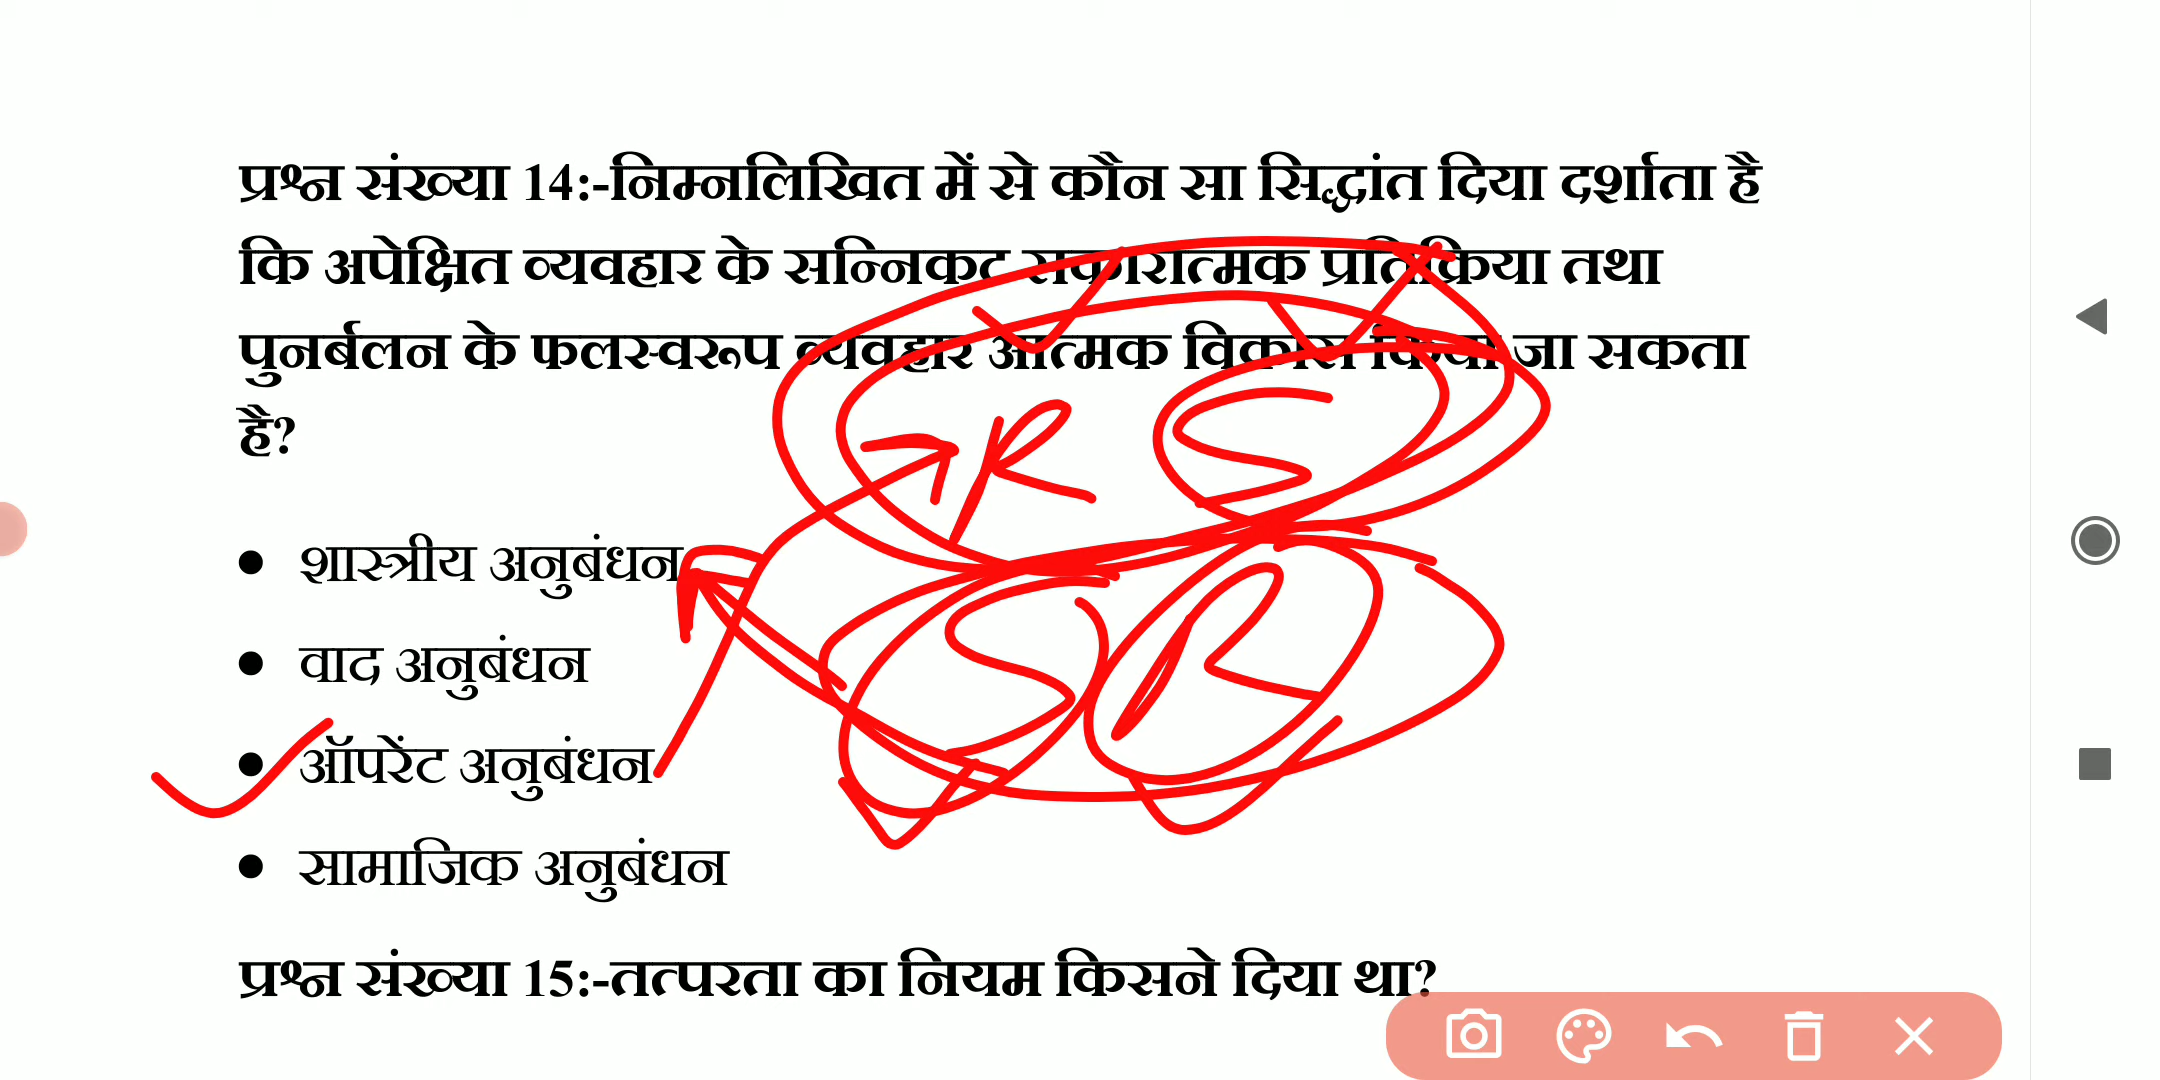 प्रश्न संख्या 14:-निम्नलिखित में से कौन सा सिद्धांत दिया दर्शाता है
कि अपेक्षित व्यवहार के सन्निकट सकारात्मक प्रतिक्रिया तथा
पुनर्बलन के फलस्वरूप व्यवहार आत्मक विकास किया जा सकता
है?
R S
• शास्त्रीय अनुबंधन
S R
• वाद अनुबंधन
• ऑपरेंट अनुबंधन
• सामाजिक अनुबंधन
प्रश्न संख्या 15:-तत्परता का नियम किसने दिया था?